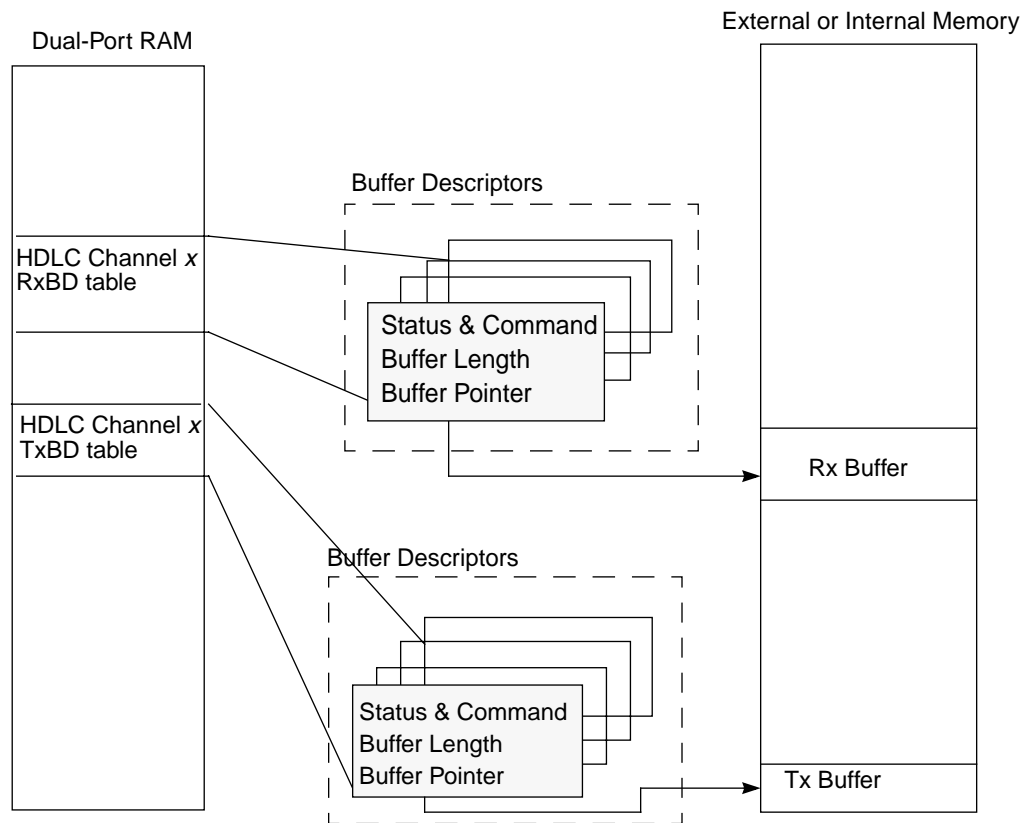 Dual-Port RAM
External or Internal Memory
HDLC Channel x
RxBD table
HDLC Channel x
TxBD table
Buffer Descriptors
Status & Command
Buffer Length
Buffer Pointer
Rx Buffer
Buffer Descriptors
Status & Command
Buffer Length
Buffer Pointer
Tx Buffer